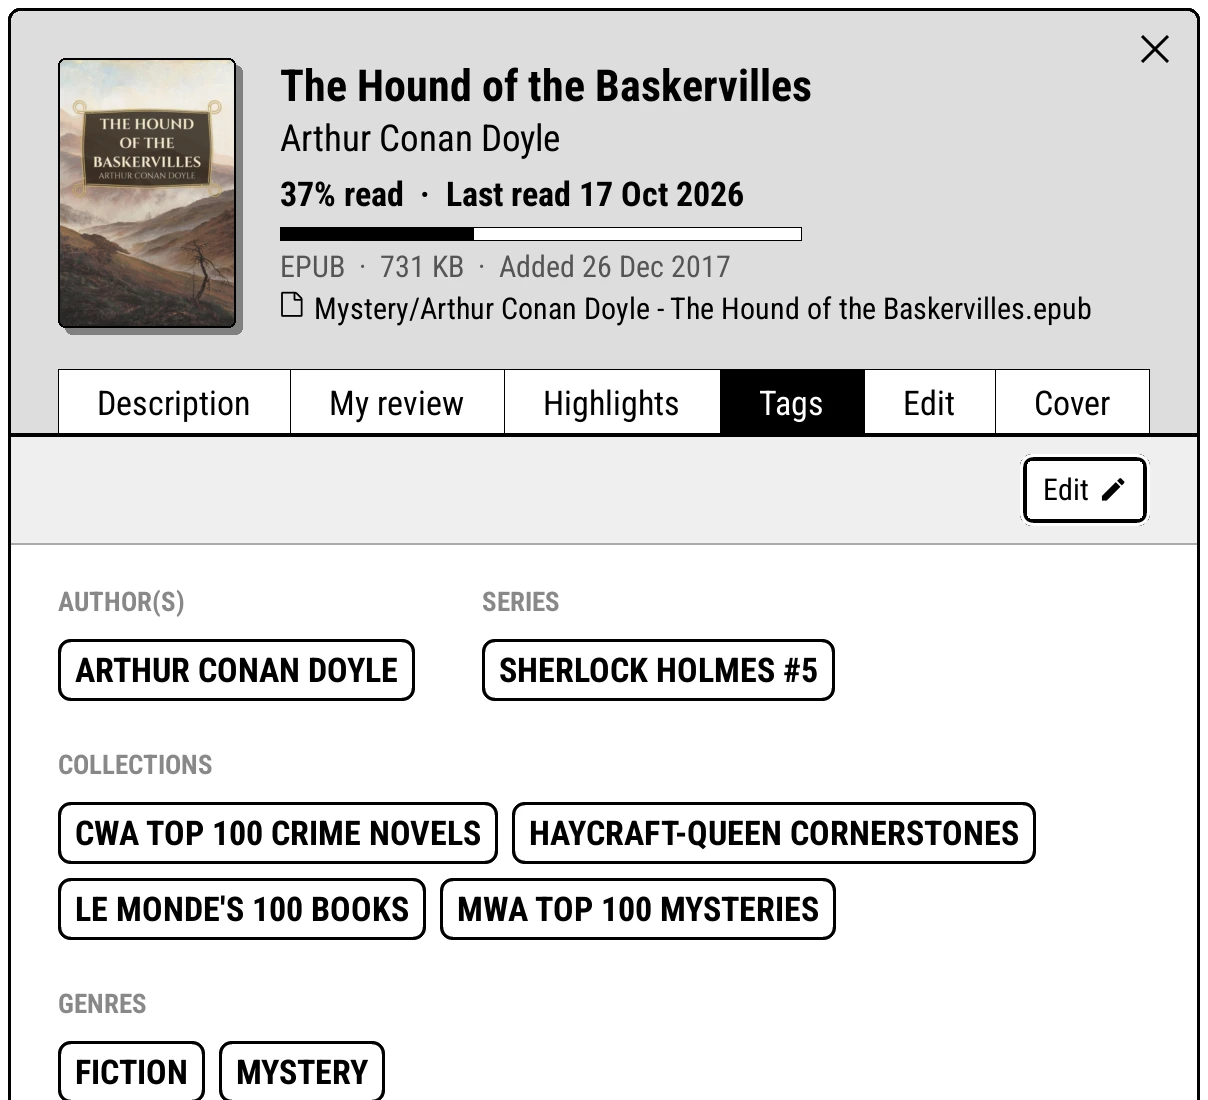 THE HOUND
OF THE
BASKERVILLES
ARTHUR CONAN DOYLE
The Hound of the Baskervilles
Arthur Conan Doyle
37% read · Last read 17 Oct 2026
EPUB · 731 KB · Added 26 Dec 2017
Mystery/Arthur Conan Doyle - The Hound of the Baskervilles.epub
Description My review Highlights Tags Edit Cover
Edit
AUTHOR(S) SERIES
ARTHUR CONAN DOYLE SHERLOCK HOLMES #5
COLLECTIONS
CWA TOP 100 CRIME NOVELS HAYCRAFT-QUEEN CORNERSTONES
LE MONDE'S 100 BOOKS MWA TOP 100 MYSTERIES
GENRES
FICTION MYSTERY